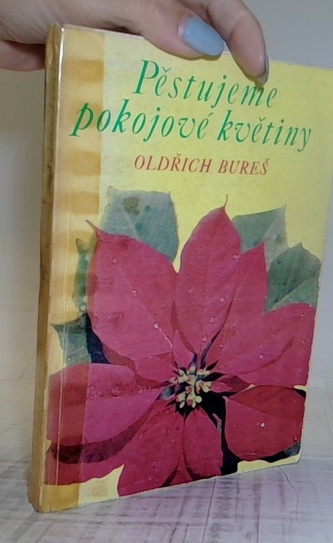 Pěstujeme
pokojové květiny
OLDŘICH BUREŠ